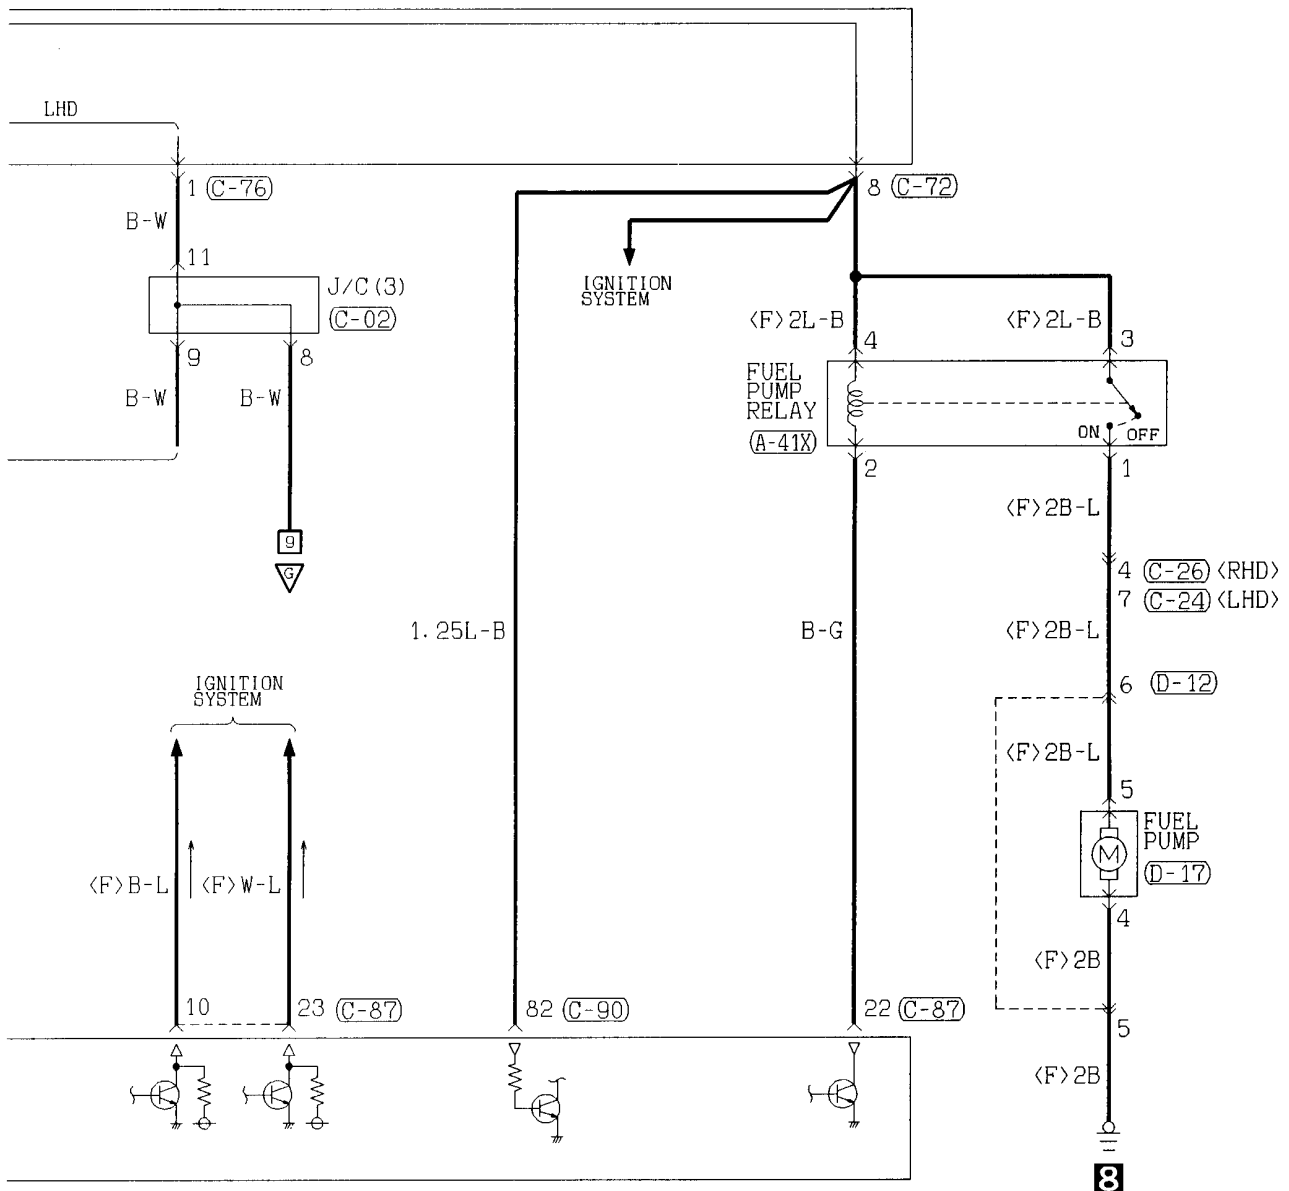 LHD
1 (C-76)
8 (C-72)
B-W
11
J/C(3)
(C-02)
9
8
B-W
B-W
9
G
IGNITION
SYSTEM
<F>2L-B
<F>2L-B
4
3
FUEL
PUMP
RELAY
(A-41X)
ON
OFF
2
1
<F>2B-L
4 (C-26) <RHD>
7 (C-24) <LHD>
1.25L-B
B-G
<F>2B-L
6 (D-12)
IGNITION
SYSTEM
<F>2B-L
5
FUEL
PUMP
M
(D-17)
<F>B-L
<F>W-L
4
<F>2B
10
23 (C-87)
82 (C-90)
22 (C-87)
5
<F>2B
8